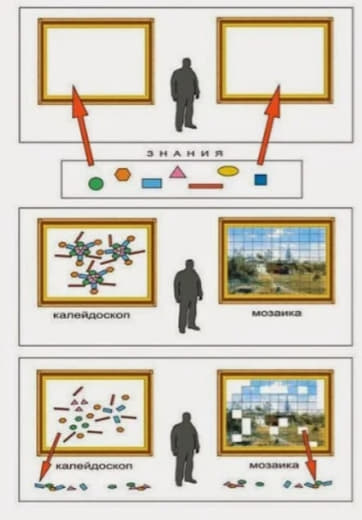 ЗНАНИЯ
калейдоскоп
мозаика
калейдоскоп
мозаика